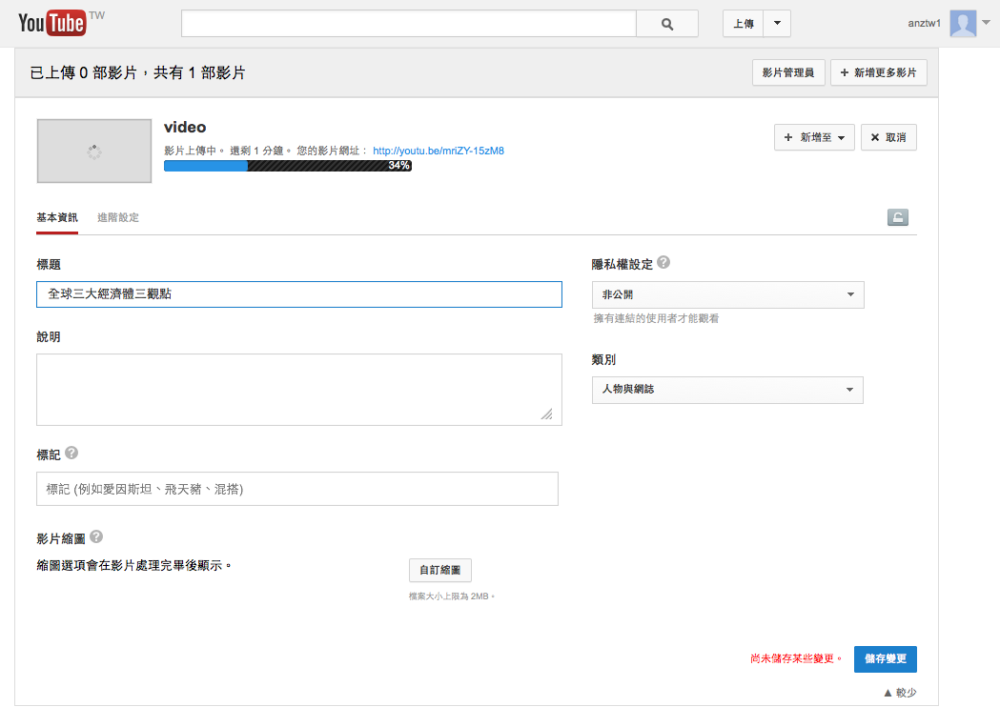 YouTube TW
上傳
anztw1
已上傳 0 部影片，共有 1 部影片
影片管理員
+ 新增更多影片
video
影片上傳中。 還剩 1 分鐘。 您的影片網址： http://youtu.be/mriZY-15zM8
34%
+ 新增至
× 取消
基本資訊
進階設定
標題
全球三大經濟體三觀點
隱私權設定 ?
非公開
擁有連結的使用者才能觀看
說明
類別
人物與網誌
標記 ?
標記 (例如愛因斯坦、飛天豬、混搭)
影片縮圖 ?
縮圖選項會在影片處理完畢後顯示。
自訂縮圖
檔案大小上限為 2MB。
尚未儲存某些變更。
儲存變更
▲ 較少